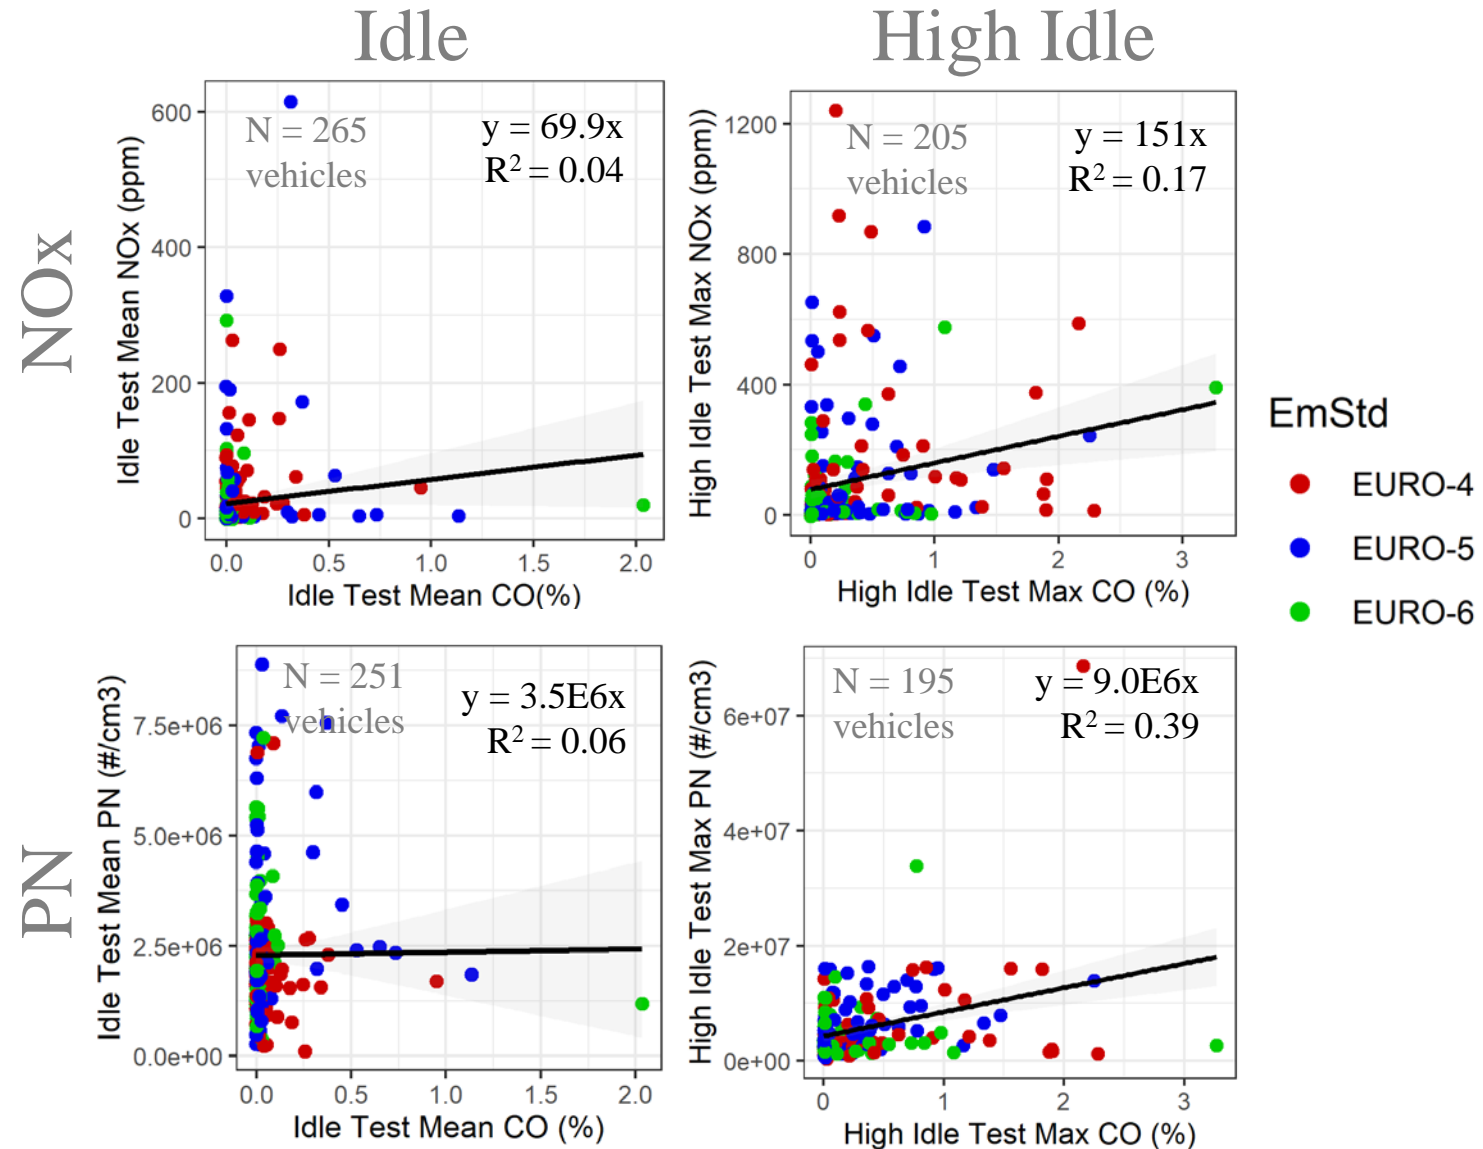 Idle
High Idle
NOx
PN
600
400
200
0
Idle Test Mean NOx (ppm)
N = 265
vehicles
y = 69.9x
R² = 0.04
0.0
0.5
1.0
1.5
2.0
Idle Test Mean CO(%)
1200
800
400
0
High Idle Test Max NOx (ppm))
N = 205
vehicles
y = 151x
R² = 0.17
0
1
2
3
High Idle Test Max CO (%)
EmStd
EURO-4
EURO-5
EURO-6
7.5e+06
5.0e+06
2.5e+06
0.0e+00
Idle Test Mean PN (#/cm3)
N = 251
vehicles
y = 3.5E6x
R² = 0.06
0.0
0.5
1.0
1.5
2.0
Idle Test Mean CO (%)
6e+07
4e+07
2e+07
0e+00
High Idle Test Max PN (#/cm3)
N = 195
vehicles
y = 9.0E6x
R² = 0.39
0
1
2
3
High Idle Test Max CO (%)